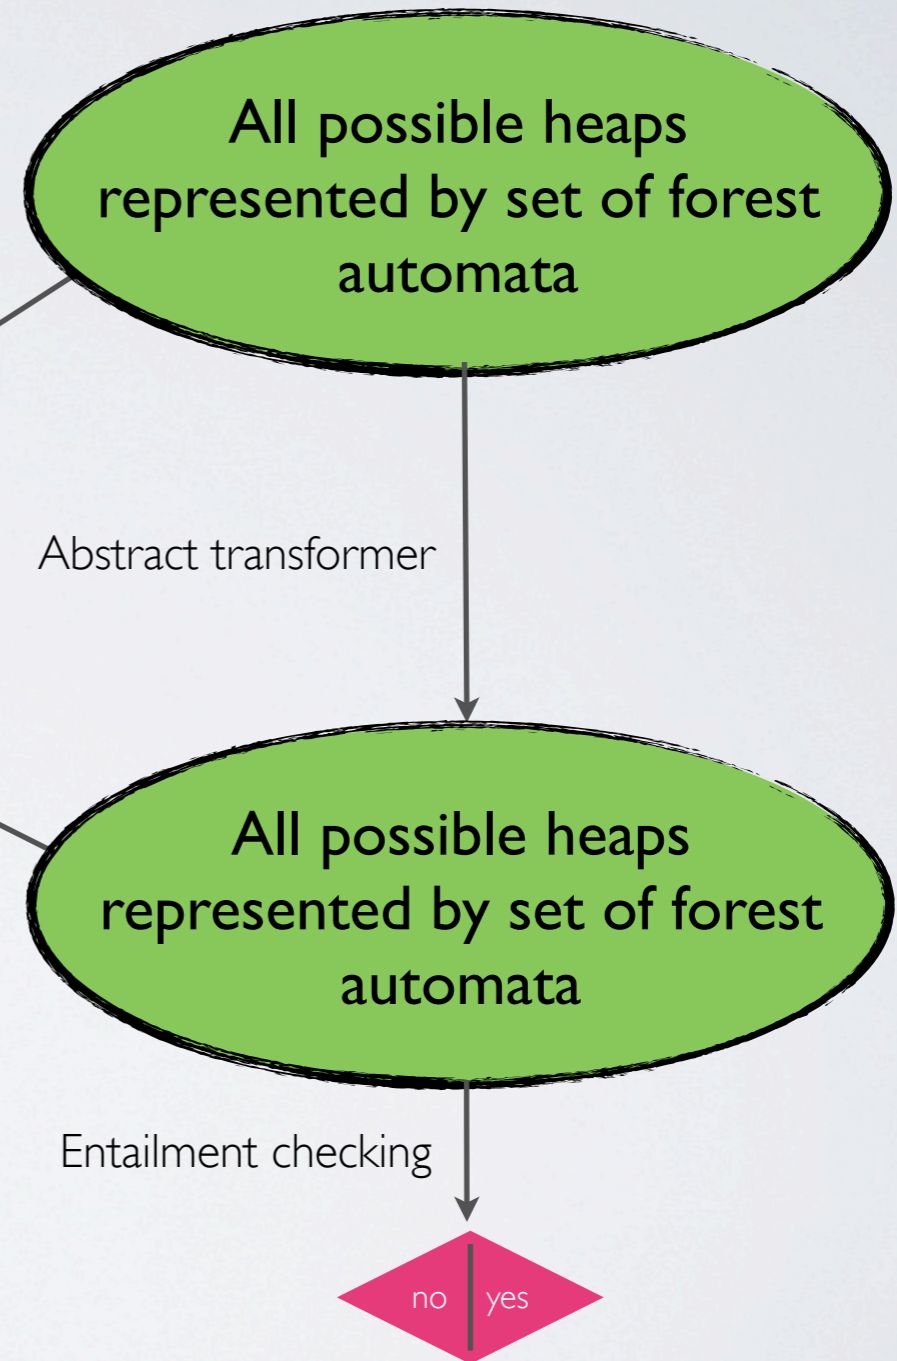 All possible heaps
represented by set of forest
automata
Abstract transformer
All possible heaps
represented by set of forest
automata
Entailment checking
no yes